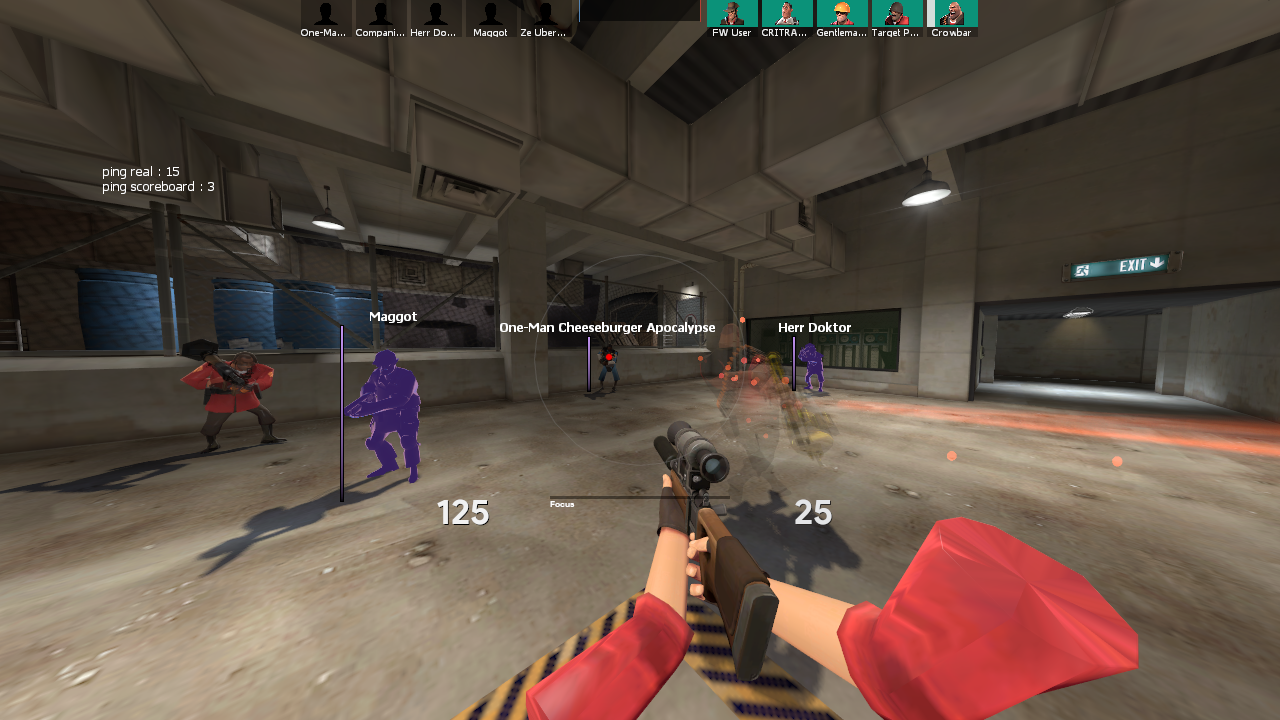 One-Ma... Compani... Herr Do... Maggot Ze Uber... FW User CRITRA... Gentlema... Target P... Crowbar
ping real : 15
ping scoreboard : 3
EXIT
Maggot
One-Man Cheeseburger Apocalypse
Herr Doktor
125
Focus
25